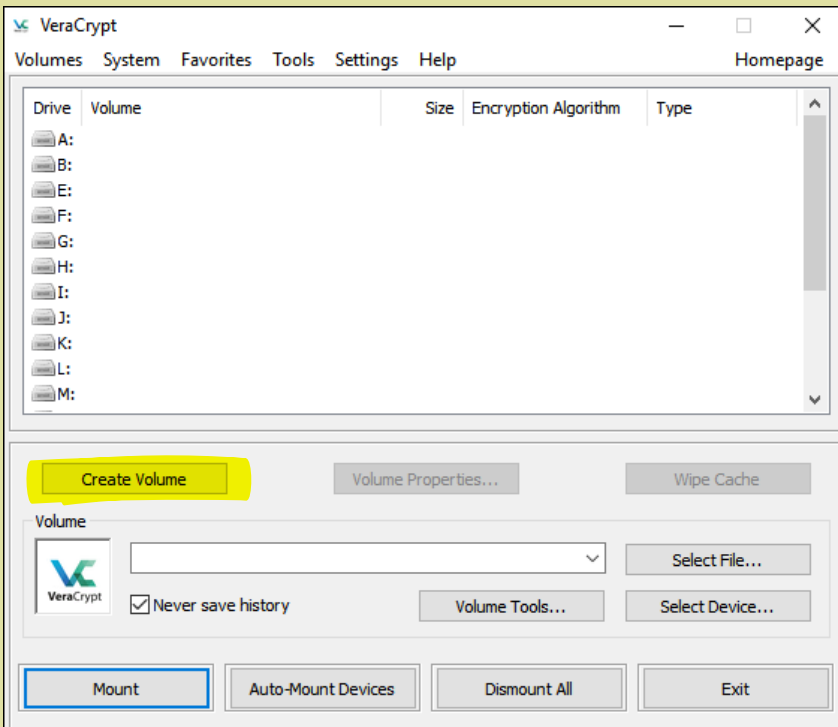 VeraCrypt
Volumes System Favorites Tools Settings Help Homepage
Drive Volume Size Encryption Algorithm Type
A:
B:
E:
F:
G:
H:
I:
J:
K:
L:
M:
Create Volume Volume Properties... Wipe Cache
Volume
Select File...
VeraCrypt
Never save history Volume Tools... Select Device...
Mount Auto-Mount Devices Dismount All Exit